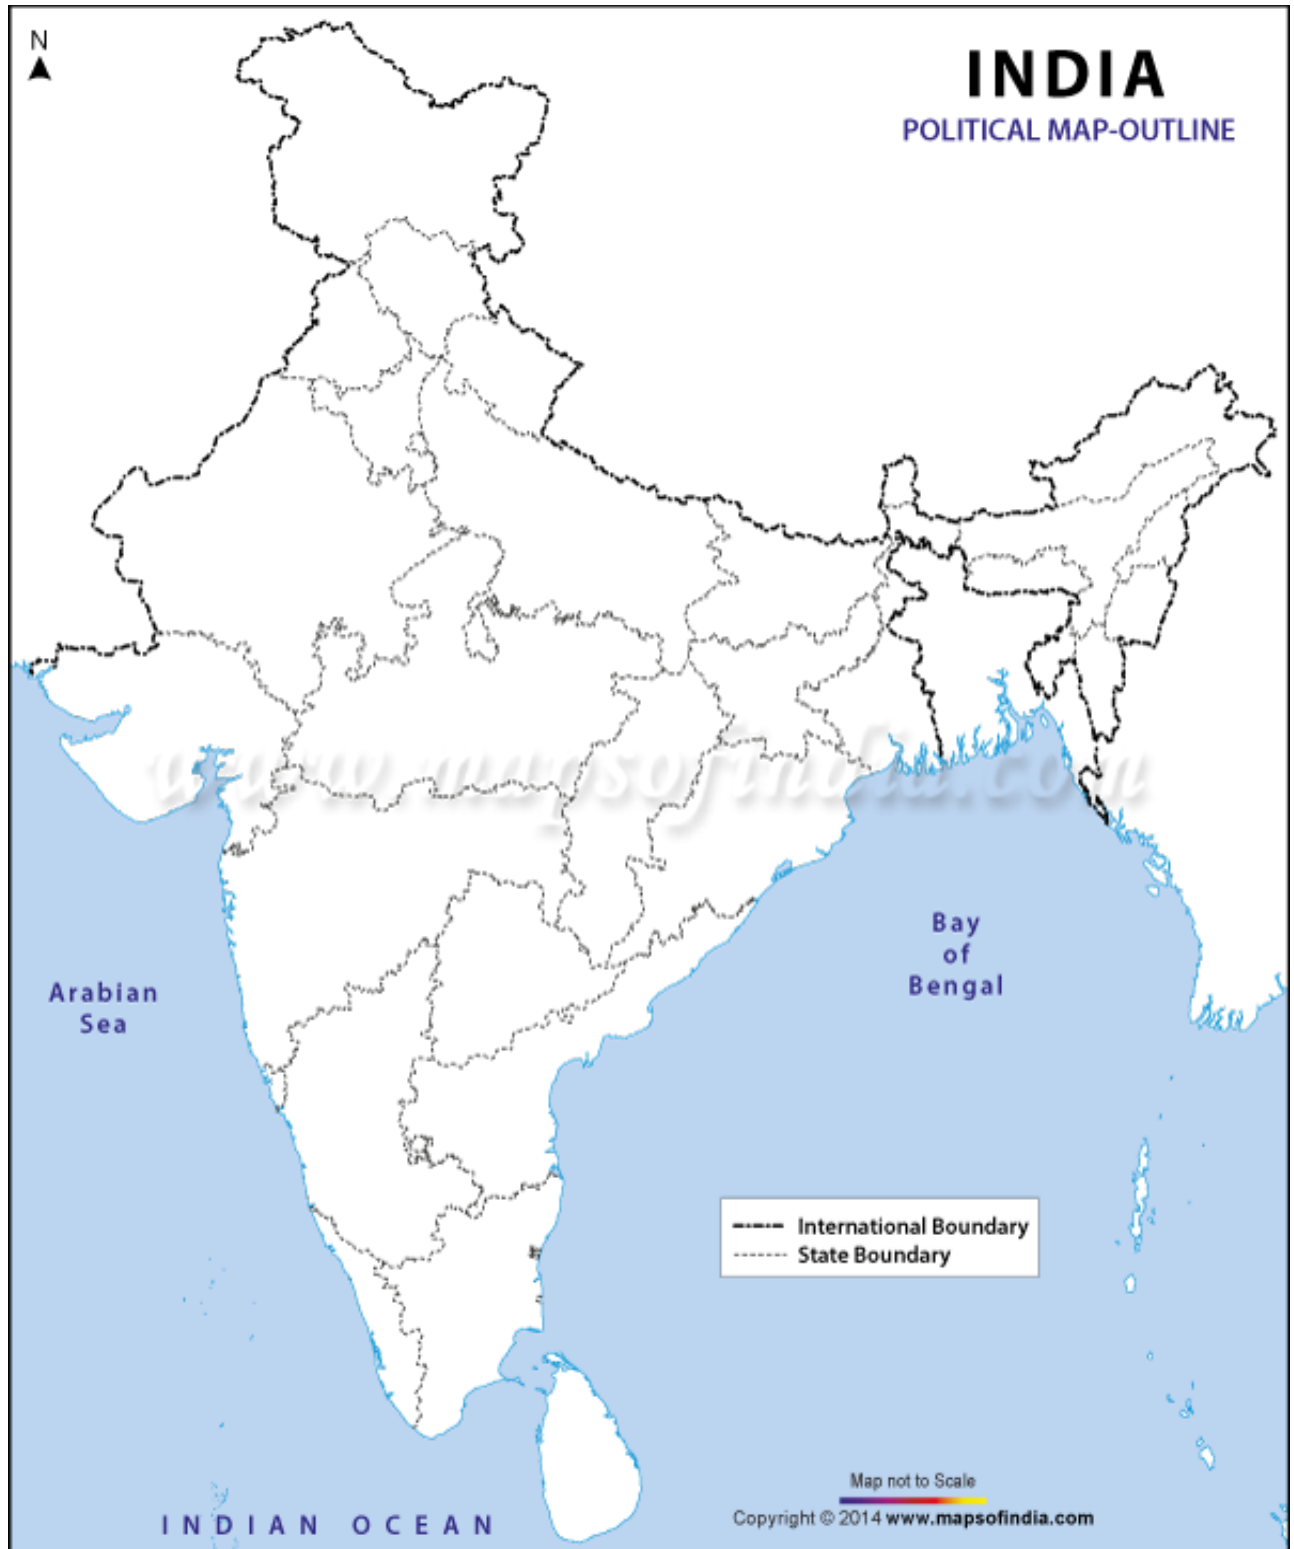 N
INDIA
POLITICAL MAP-OUTLINE
www.mapsofindia.com
Bay
of
Bengal
Arabian
Sea
International Boundary
State Boundary
Map not to Scale
Copyright © 2014 www.mapsofindia.com
INDIAN OCEAN